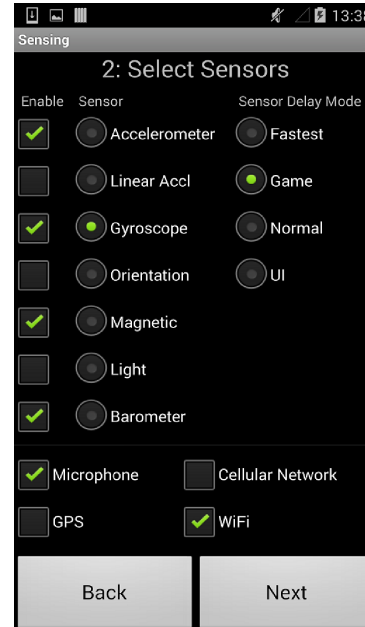 13:38
Sensing
2: Select Sensors
Enable Sensor Sensor Delay Mode
Accelerometer Fastest
Linear Accl Game
Gyroscope Normal
Orientation UI
Magnetic
Light
Barometer
Microphone Cellular Network
GPS WiFi
Back Next